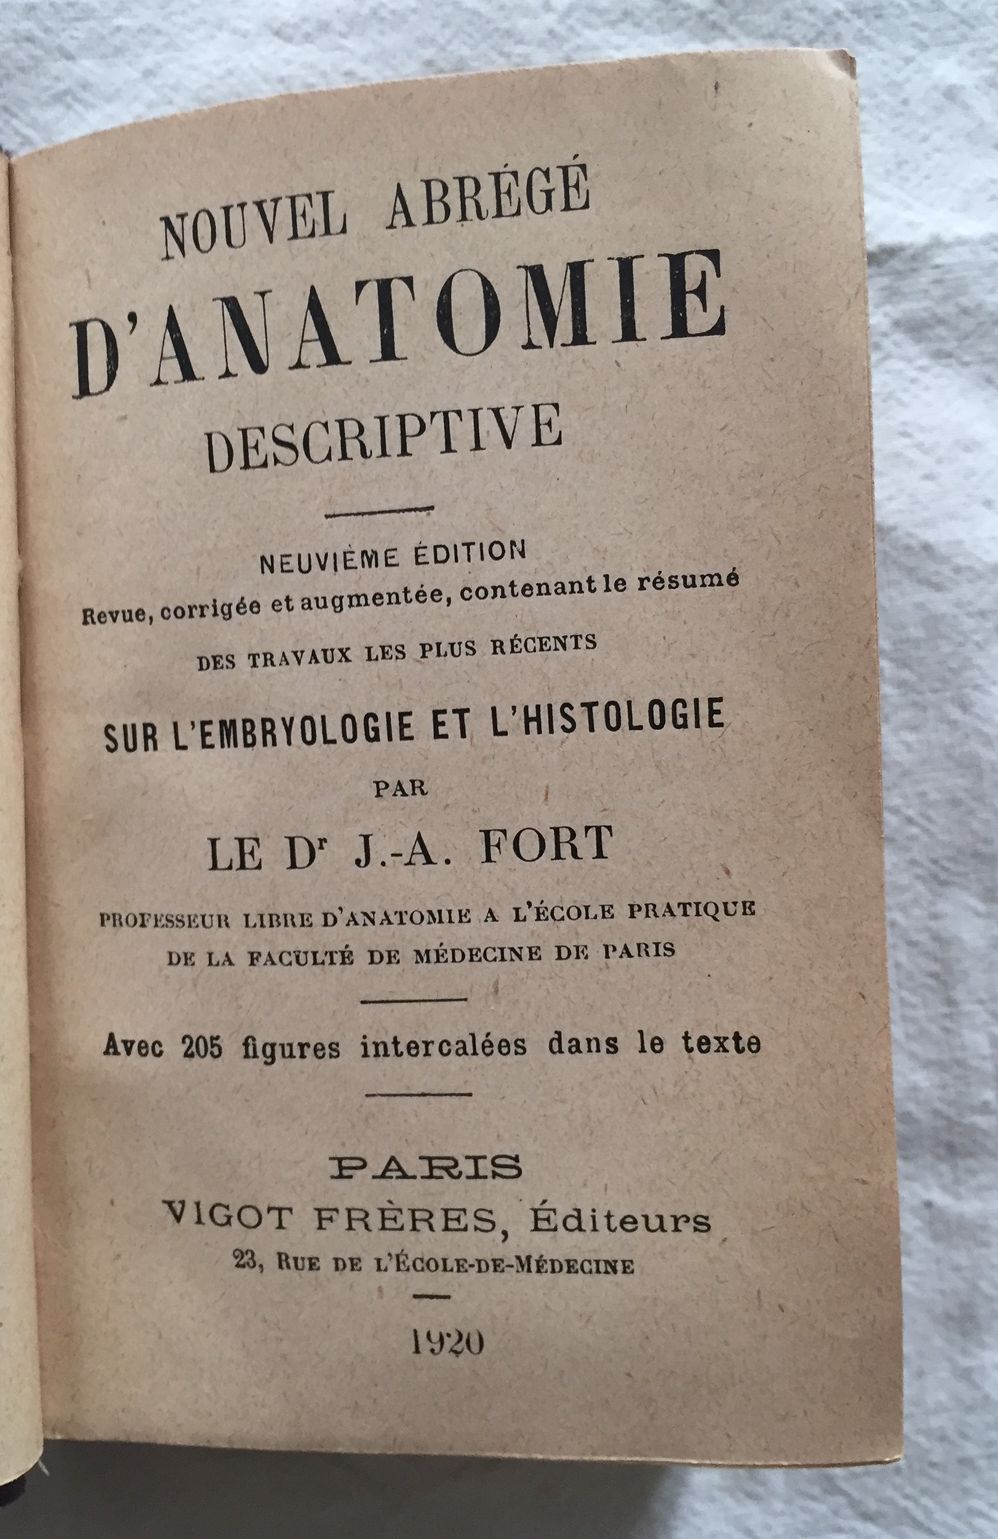 NOUVEL ABRÉGÉ
D'ANATOMIE
DESCRIPTIVE
NEUVIÈME ÉDITION
Revue, corrigée et augmentée, contenant le résumé
DES TRAVAUX LES PLUS RÉCENTS
SUR L'EMBRYOLOGIE ET L'HISTOLOGIE
PAR
LE Dr J.-A. FORT
PROFESSEUR LIBRE D'ANATOMIE A L'ÉCOLE PRATIQUE
DE LA FACULTÉ DE MÉDECINE DE PARIS
Avec 205 figures intercalées dans le texte
PARIS
VIGOT FRÈRES, Éditeurs
23, RUE DE L'ÉCOLE-DE-MÉDECINE
1920